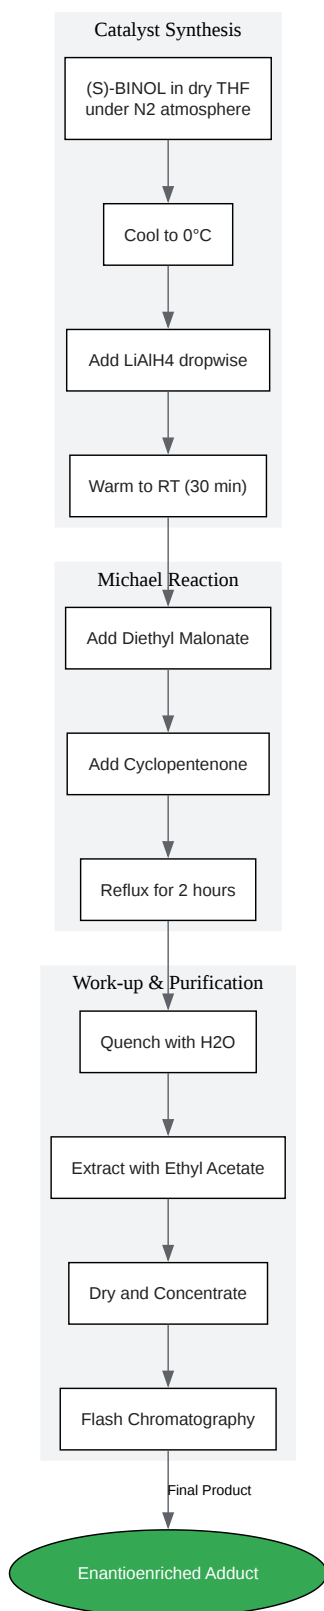 Catalyst Synthesis
(S)-BINOL in dry THF
under N2 atmosphere
Cool to 0°C
Add LiAlH4 dropwise
Warm to RT (30 min)
Michael Reaction
Add Diethyl Malonate
Add Cyclopentenone
Reflux for 2 hours
Work-up & Purification
Quench with H2O
Extract with Ethyl Acetate
Dry and Concentrate
Flash Chromatography
Final Product
Enantioenriched Adduct